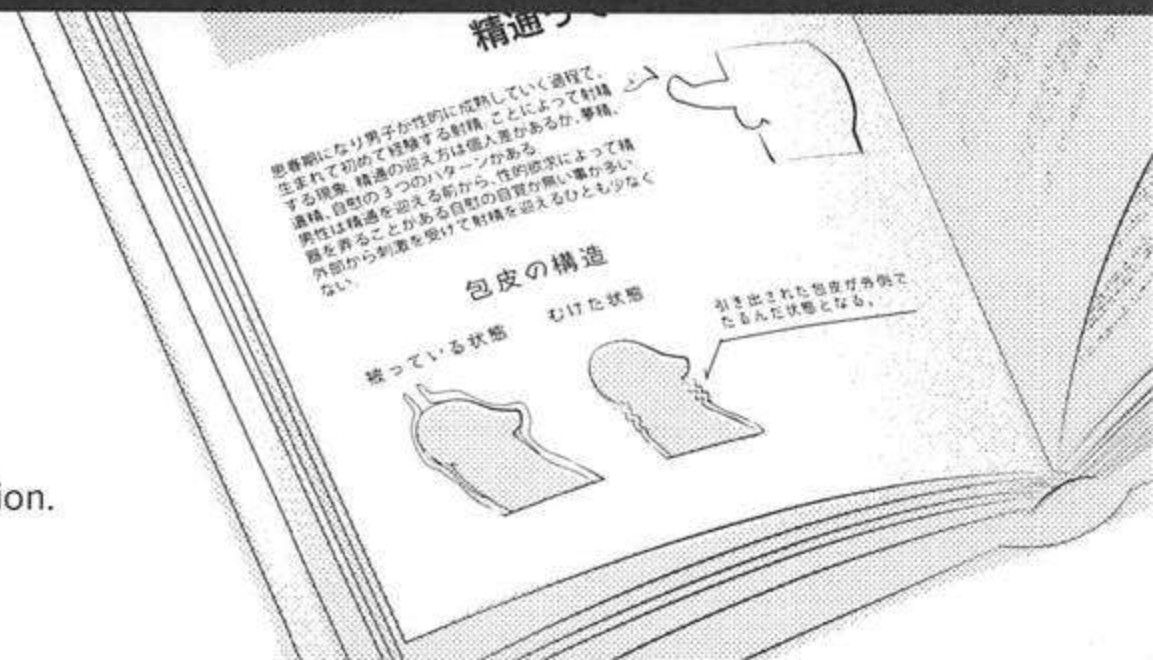 精通っ
思春期になり男子が性的に成熟していく過程で、
生まれて初めて経験する射精、ことによって射精
する現象、精通の迎え方は個人差があるが、夢精、
遺精、自慰の3つのパターンがある
男性は精通を迎える前から、性的欲求によって精
器を弄ることがある自慰の自覚が無い事が多い
外部から刺激を受けて射精を迎えるひとも少なく
ない、
包皮の構造
被っている状態
むけた状態
引き出された包皮が外側で
たるんだ状態となる。
ion.